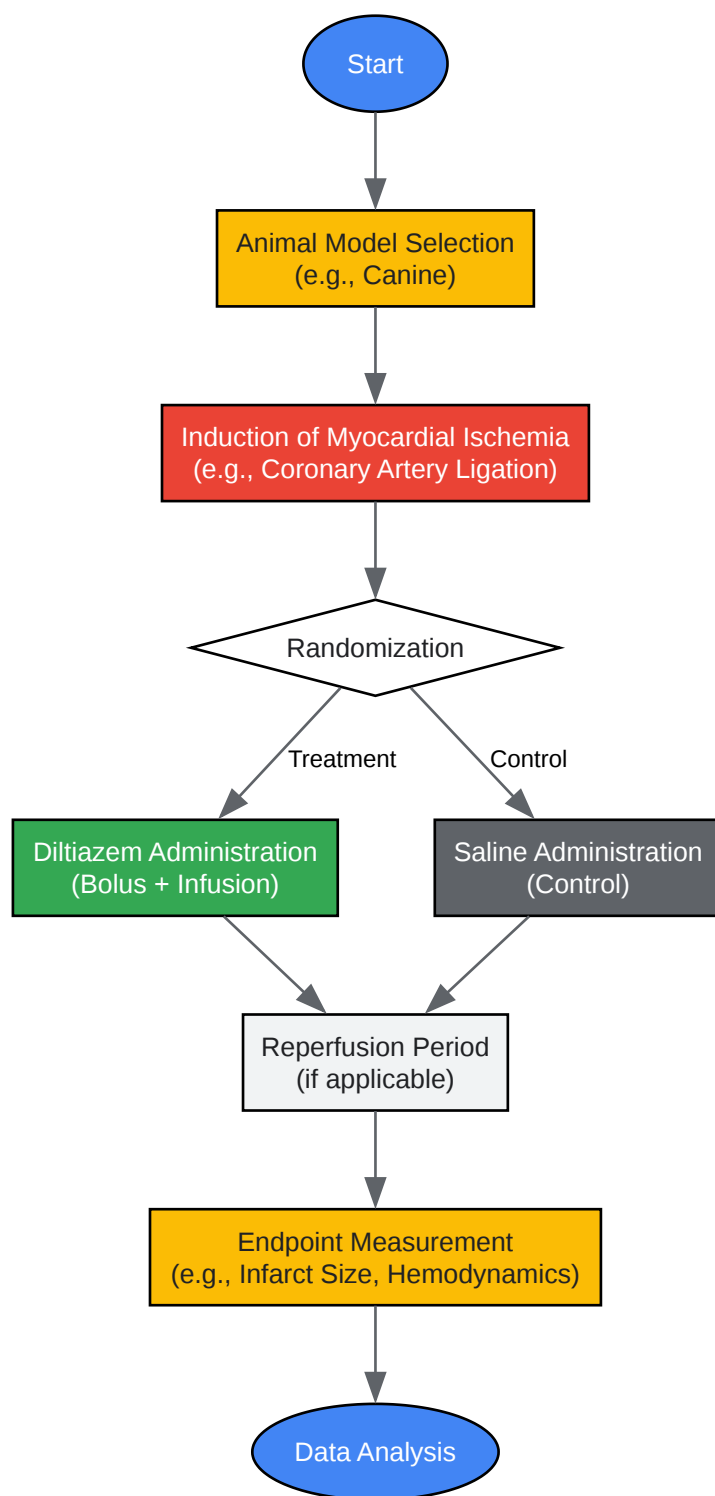 Start
Animal Model Selection
(e.g., Canine)
Induction of Myocardial Ischemia
(e.g., Coronary Artery Ligation)
Randomization
Treatment
Control
Diltiazem Administration
(Bolus + Infusion)
Saline Administration
(Control)
Reperfusion Period
(if applicable)
Endpoint Measurement
(e.g., Infarct Size, Hemodynamics)
Data Analysis